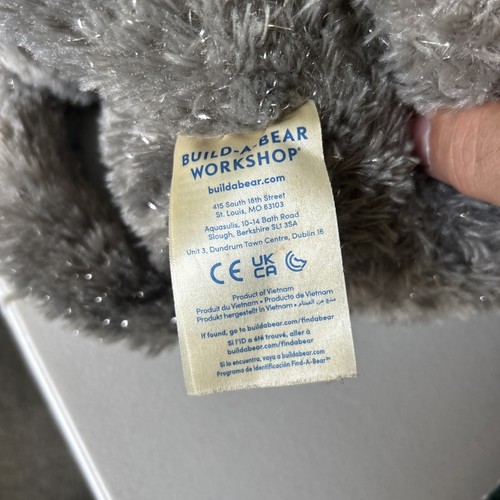 BUILD-A-BEAR
WORKSHOP®
buildabear.com
415 South 18th Street
St. Louis, MO 63103
Aquasulis, 10-14 Bath Road
Slough, Berkshire SL1 3SA
Unit 3, Dundrum Town Centre, Dublin 16
CE UK CA
Product of Vietnam
Produit du Vietnam • Producto de Vietnam
Produkt hergestellt in Vietnam • منتج من الفيتنام
If found, go to buildabear.com/findabear
Si l'ID a été trouvé, aller à
buildabear.com/findabear
Si lo encuentra, vaya a buildabear.com
Programa de identificación Find-A-Bear™